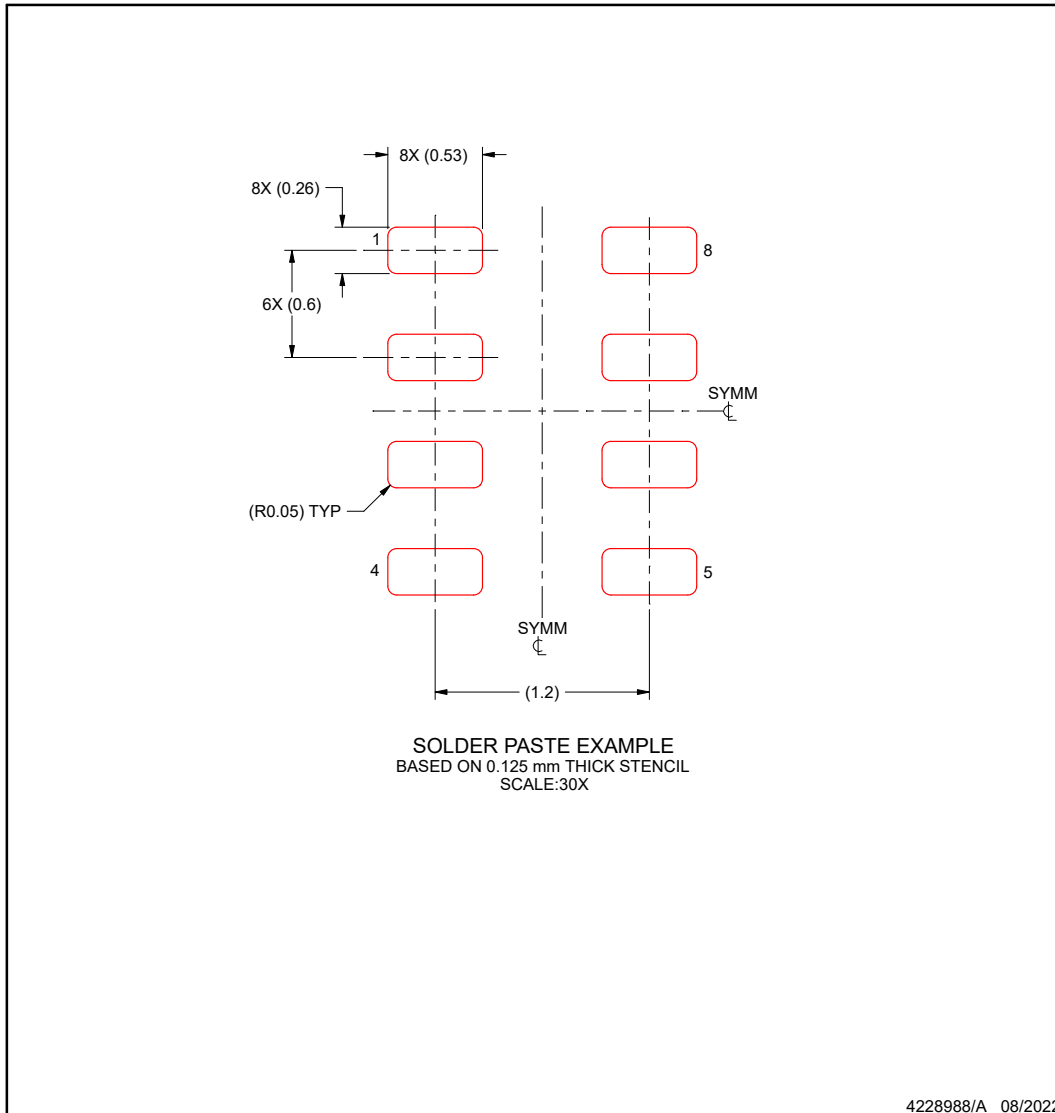 8X (0.53)
8X (0.26)
1
8
6X (0.6)
SYMM
℄
(R0.05) TYP
4
5
SYMM
℄
(1.2)
SOLDER PASTE EXAMPLE
BASED ON 0.125 mm THICK STENCIL
SCALE:30X
4228988/A 08/2022